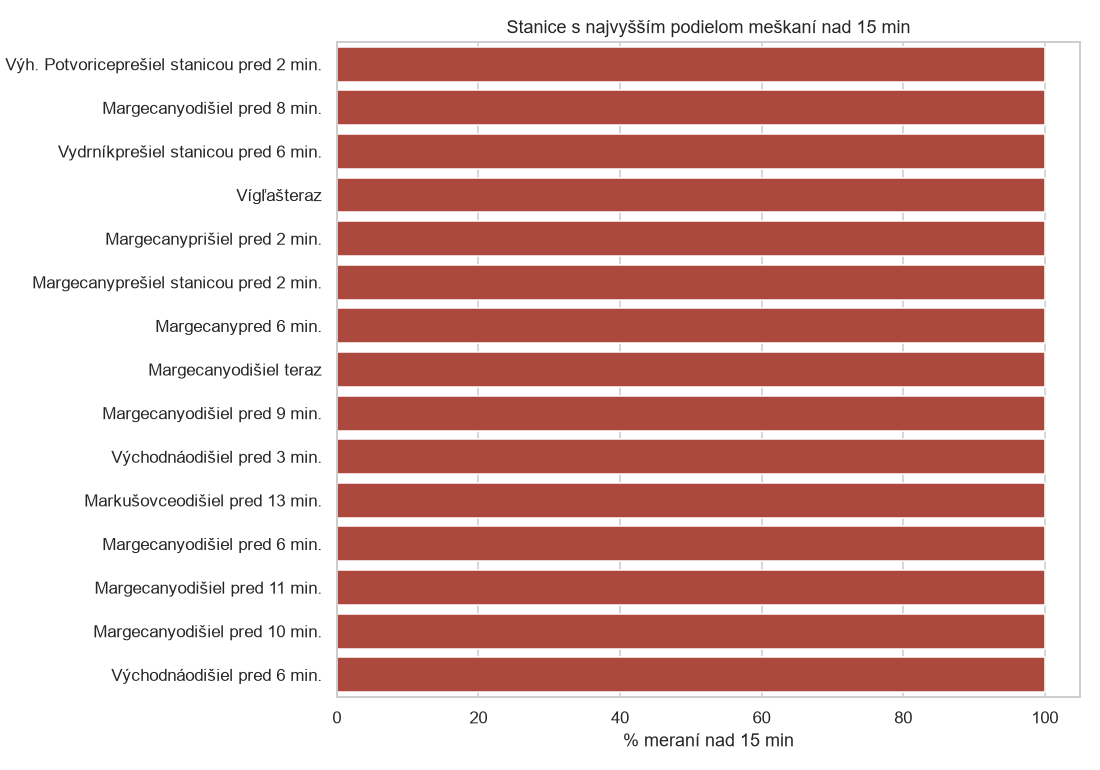 Stanice s najvyšším podielom meškaní nad 15 min
Výh. Potvoriceprešiel stanicou pred 2 min.
Margecanyodišiel pred 8 min.
Vydrníkprešiel stanicou pred 6 min.
Vígľašteraz
Margecanyprišiel pred 2 min.
Margecanyprešiel stanicou pred 2 min.
Margecanypred 6 min.
Margecanyodišiel teraz
Margecanyodišiel pred 9 min.
Východnáodišiel pred 3 min.
Markušovceodišiel pred 13 min.
Margecanyodišiel pred 6 min.
Margecanyodišiel pred 11 min.
Margecanyodišiel pred 10 min.
Východnáodišiel pred 6 min.
0 20 40 60 80 100
% meraní nad 15 min